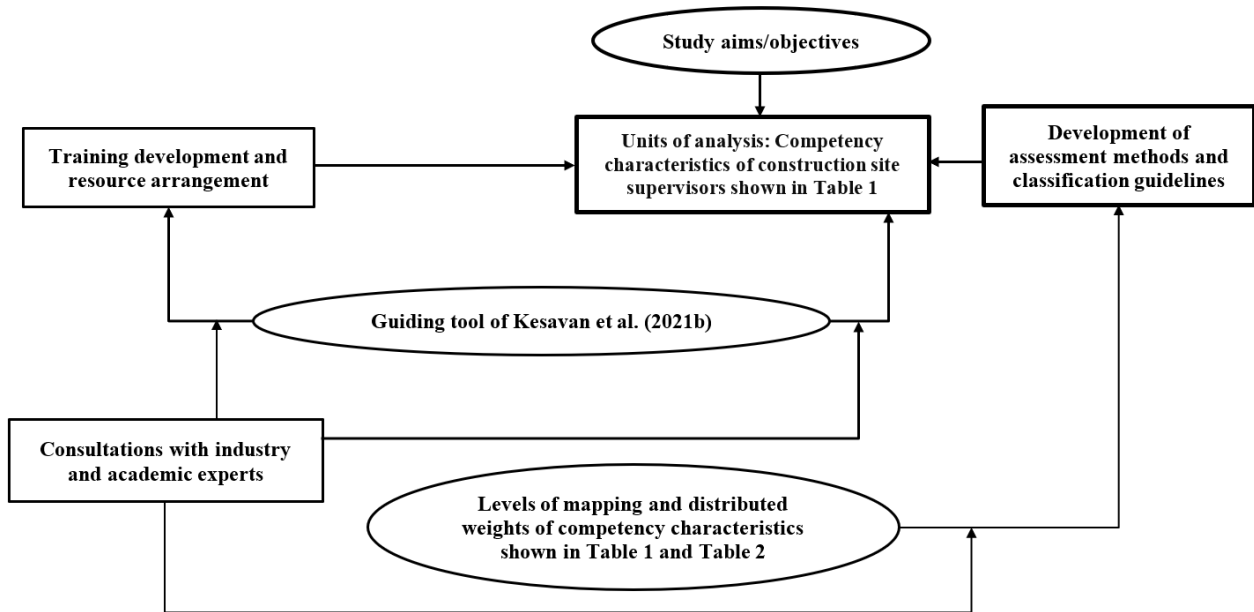 Study aims/objectives
Training development and
resource arrangement
Units of analysis: Competency
characteristics of construction site
supervisors shown in Table 1
Development of
assessment methods and
classification guidelines
Guiding tool of Kesavan et al. (2021b)
Consultations with industry
and academic experts
Levels of mapping and distributed
weights of competency characteristics
shown in Table 1 and Table 2